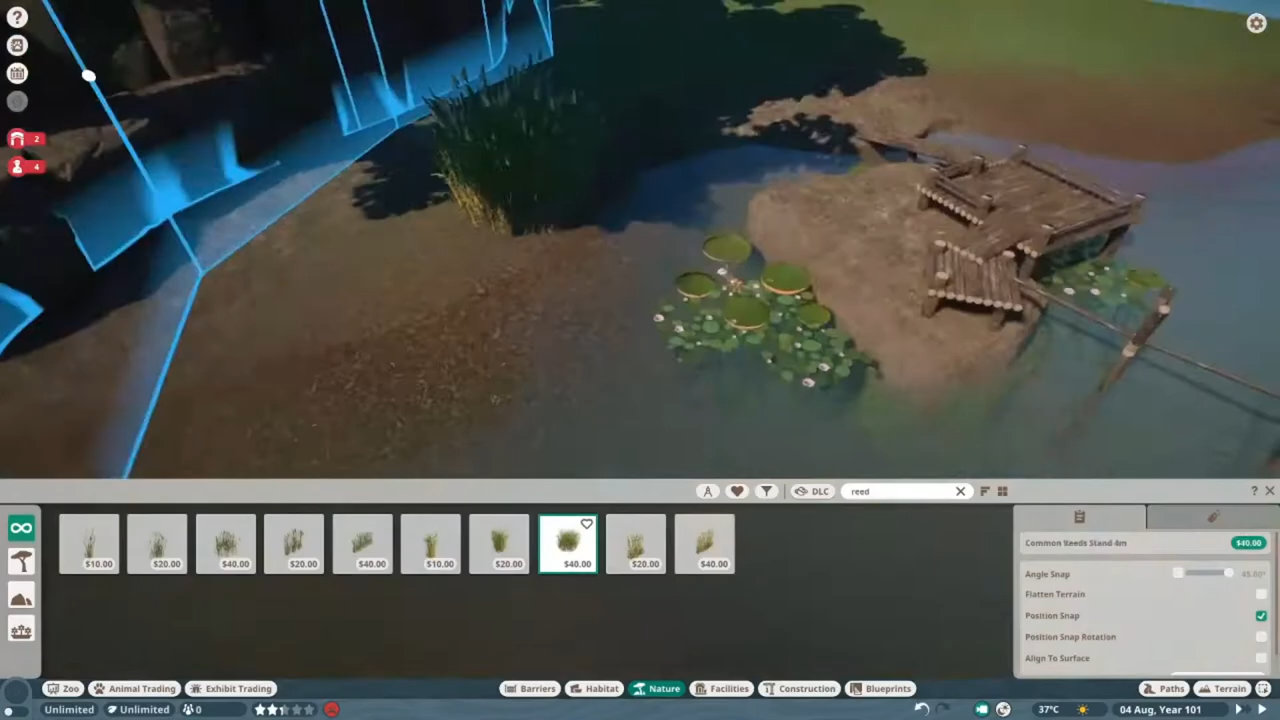 ?
2
4
DLC
reed
?
$10.00
$20.00
$40.00
$20.00
$40.00
$10.00
$20.00
$40.00
$20.00
$40.00
Common Reeds Stand 4m
$40.00
Angle Snap
45.00°
Flatten Terrain
Position Snap
Position Snap Rotation
Align To Surface
Zoo
Animal Trading
Exhibit Trading
Barriers
Habitat
Nature
Facilities
Construction
Blueprints
Paths
Terrain
Unlimited
Unlimited
0
37°C
04 Aug, Year 101